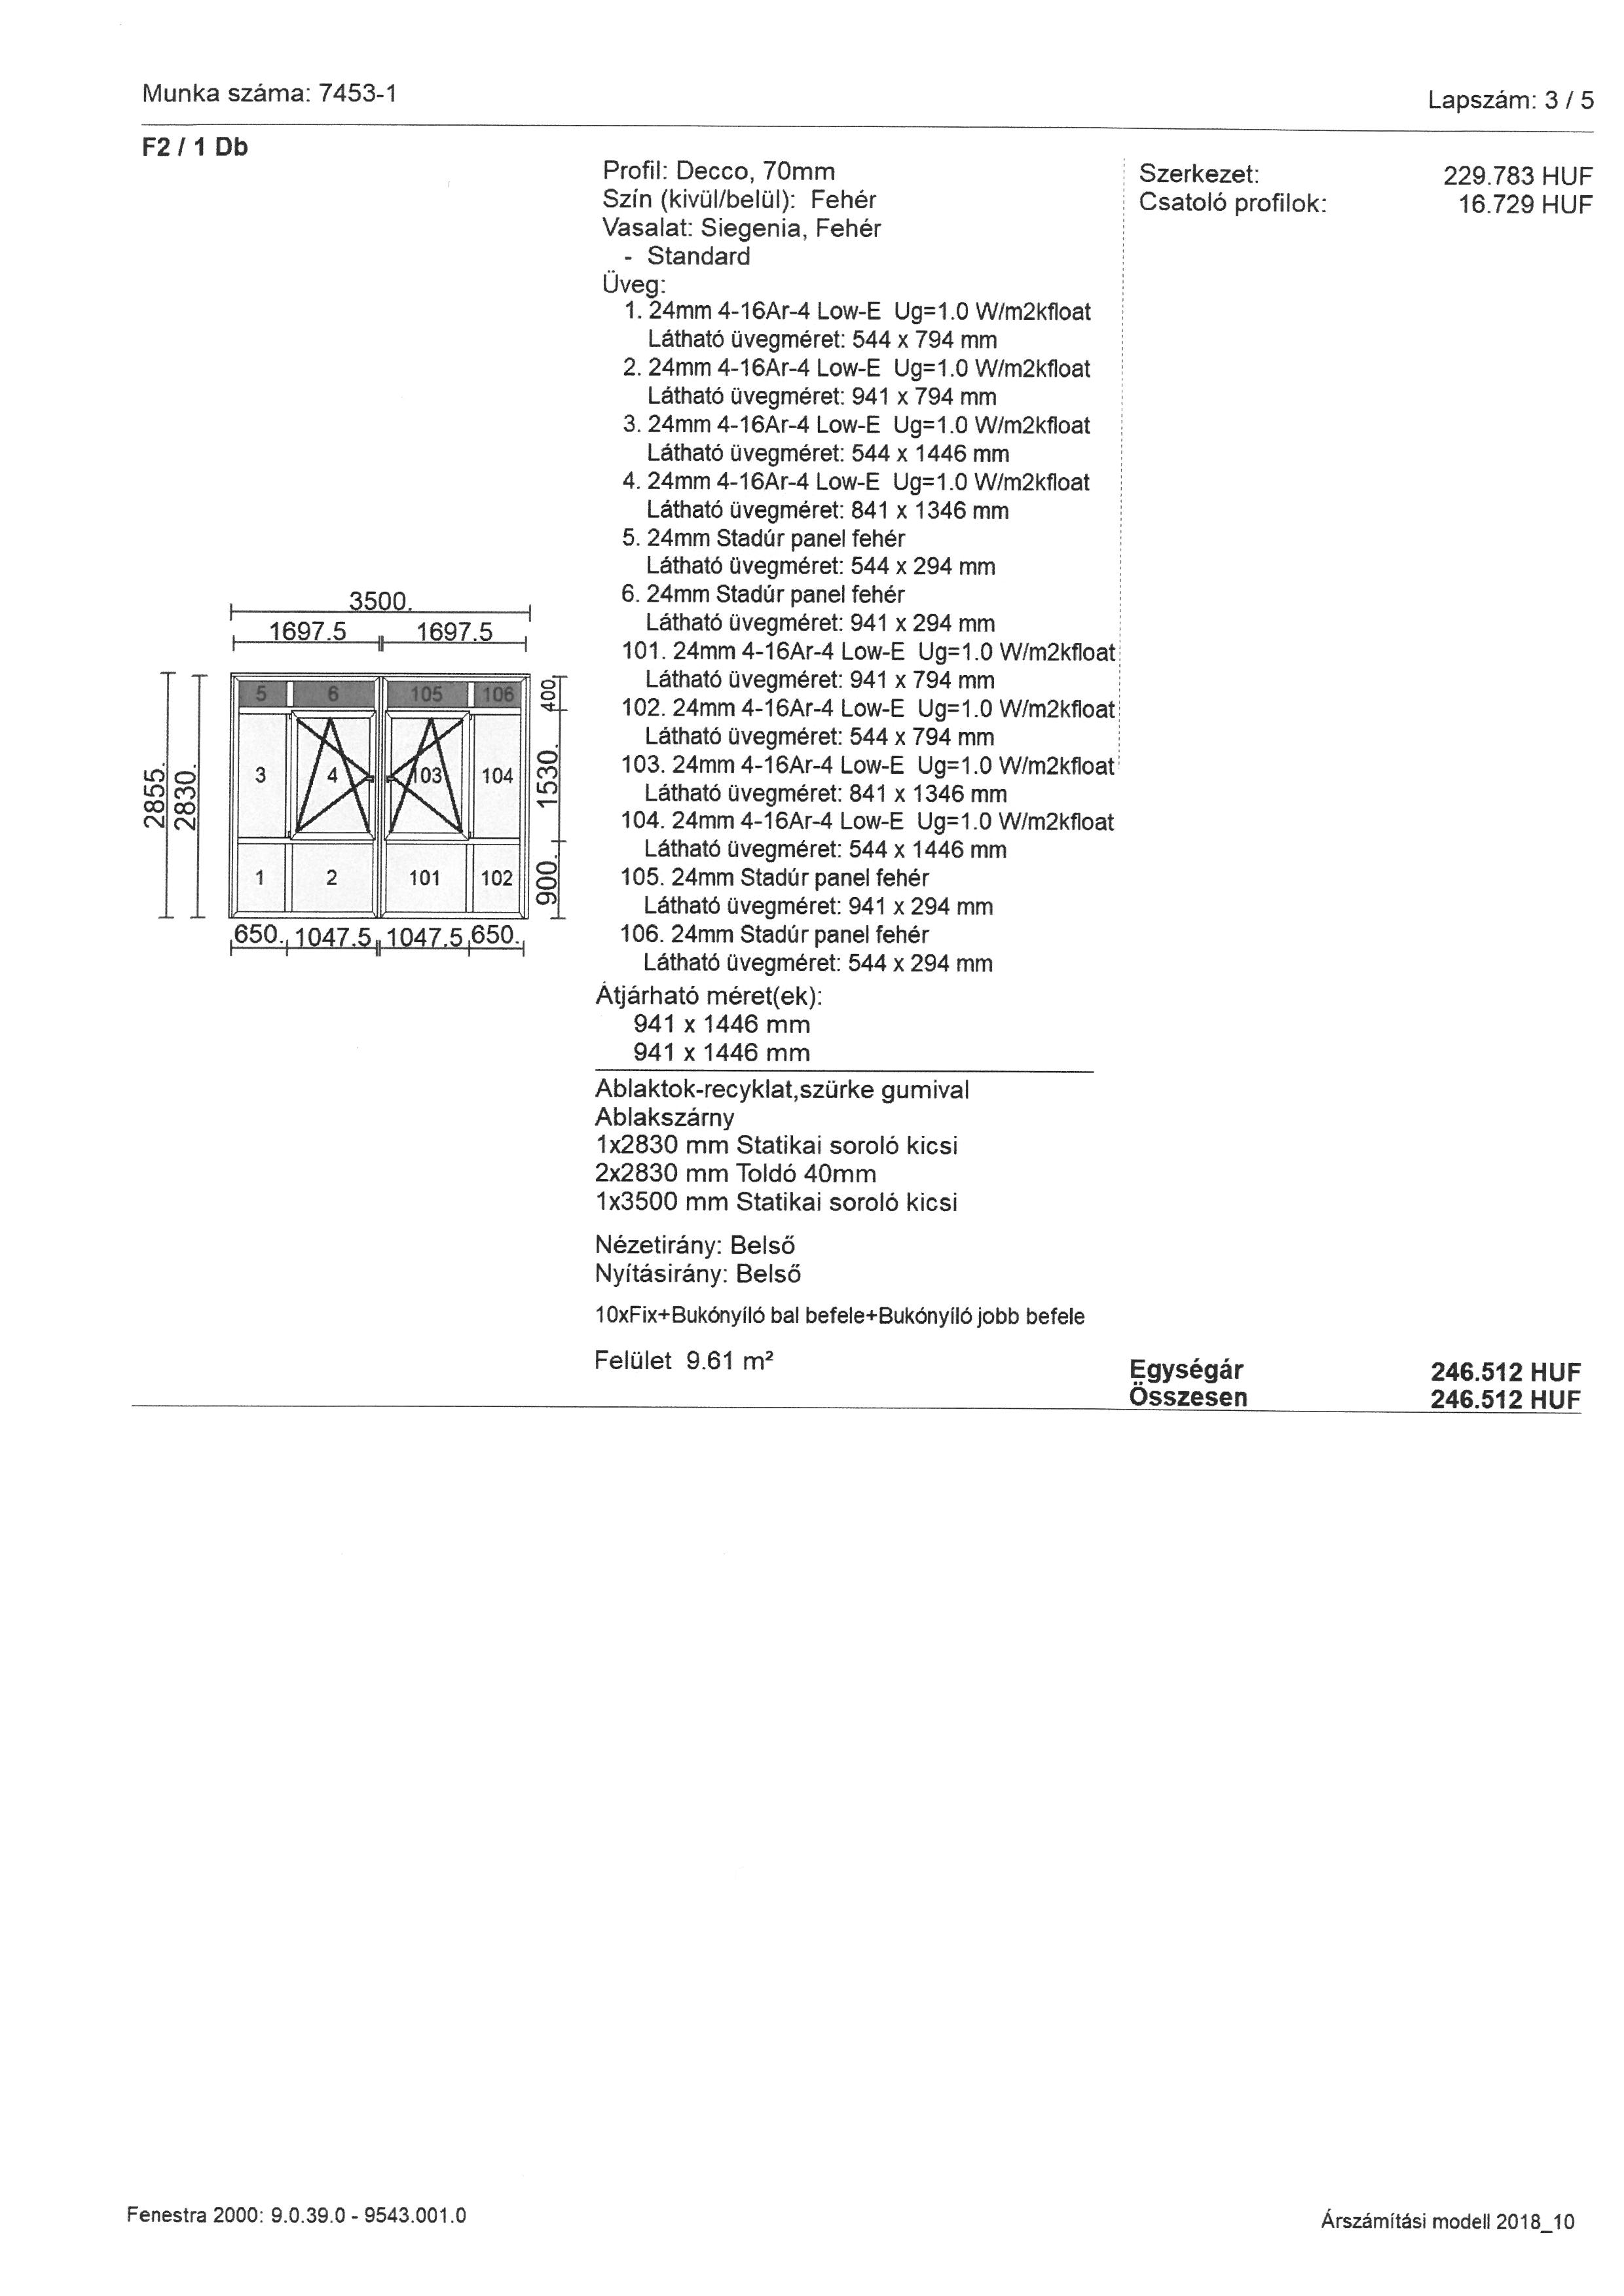 Munka száma: 7453-1
Lapszám: 3 / 5
F2 / 1 Db
Profil: Decco, 70mm
Szín (kivül/belül): Fehér
Vasalat: Siegenia, Fehér
- Standard
Üveg:
1. 24mm 4-16Ar-4 Low-E Ug=1.0 W/m2kfloat
Látható üvegméret: 544 x 794 mm
2. 24mm 4-16Ar-4 Low-E Ug=1.0 W/m2kfloat
Látható üvegméret: 941 x 794 mm
3. 24mm 4-16Ar-4 Low-E Ug=1.0 W/m2kfloat
Látható üvegméret: 544 x 1446 mm
4. 24mm 4-16Ar-4 Low-E Ug=1.0 W/m2kfloat
Látható üvegméret: 841 x 1346 mm
5. 24mm Stadúr panel fehér
Látható üvegméret: 544 x 294 mm
6. 24mm Stadúr panel fehér
Látható üvegméret: 941 x 294 mm
101. 24mm 4-16Ar-4 Low-E Ug=1.0 W/m2kfloat
Látható üvegméret: 941 x 794 mm
102. 24mm 4-16Ar-4 Low-E Ug=1.0 W/m2kfloat
Látható üvegméret: 544 x 794 mm
103. 24mm 4-16Ar-4 Low-E Ug=1.0 W/m2kfloat
Látható üvegméret: 841 x 1346 mm
104. 24mm 4-16Ar-4 Low-E Ug=1.0 W/m2kfloat
Látható üvegméret: 544 x 1446 mm
105. 24mm Stadúr panel fehér
Látható üvegméret: 941 x 294 mm
106. 24mm Stadúr panel fehér
Látható üvegméret: 544 x 294 mm
Átjárható méret(ek):
941 x 1446 mm
941 x 1446 mm
Szerkezet: 229.783 HUF
Csatoló profilok: 16.729 HUF
3500.
1697.5 1697.5
5 6 105 106
400.
3 4 103 104
1530.
2855.
2830.
1 2 101 102
900.
650. 1047.5 1047.5 650.
Ablaktok-recyklat,szürke gumival
Ablakszárny
1x2830 mm Statikai soroló kicsi
2x2830 mm Toldó 40mm
1x3500 mm Statikai soroló kicsi
Nézetirány: Belső
Nyításirány: Belső
10xFix+Bukónyíló bal befele+Bukónyíló jobb befele
Felület 9.61 m²
Egységár 246.512 HUF
Összesen 246.512 HUF
Fenestra 2000: 9.0.39.0 - 9543.001.0
Árszámítási modell 2018_10